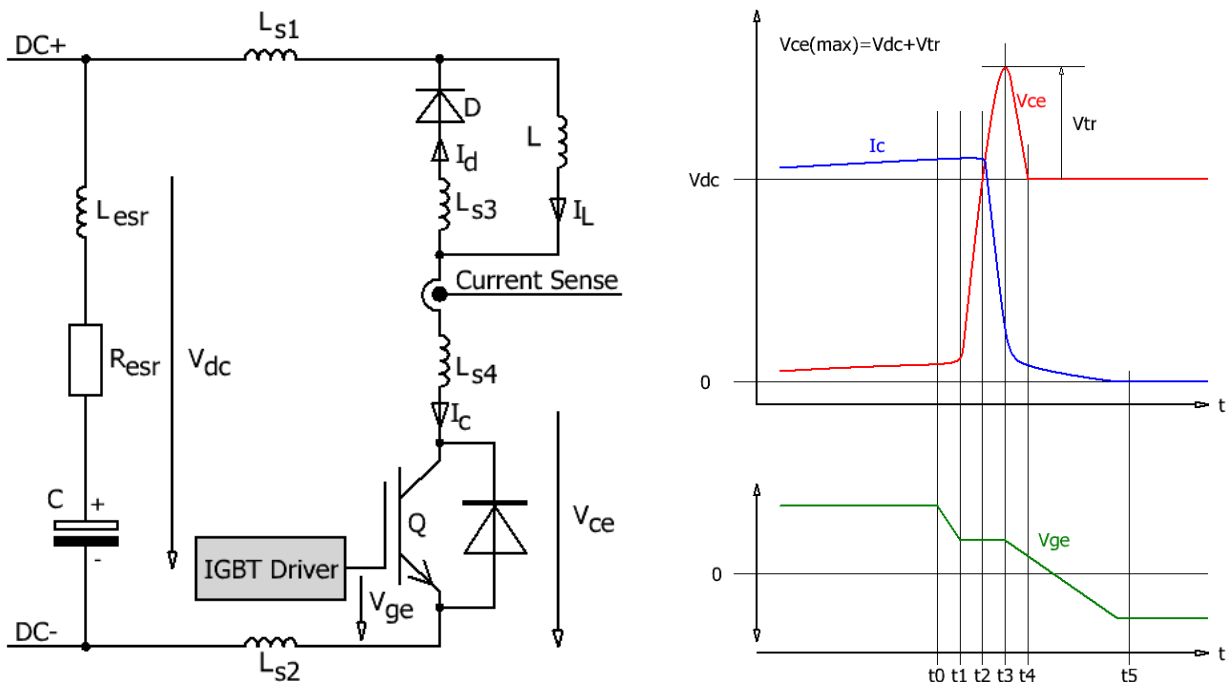 DC+
Ls1
D
L
Id
Ls3
IL
Lesr
Current Sense
Resr
Vdc
Ls4
Ic
C
+
-
Q
Vce
IGBT Driver
Vge
DC-
Ls2
Vce(max)=Vdc+Vtr
Vce
Vtr
Ic
Vdc
0
t
Vge
0
t
t0 t1 t2 t3 t4 t5